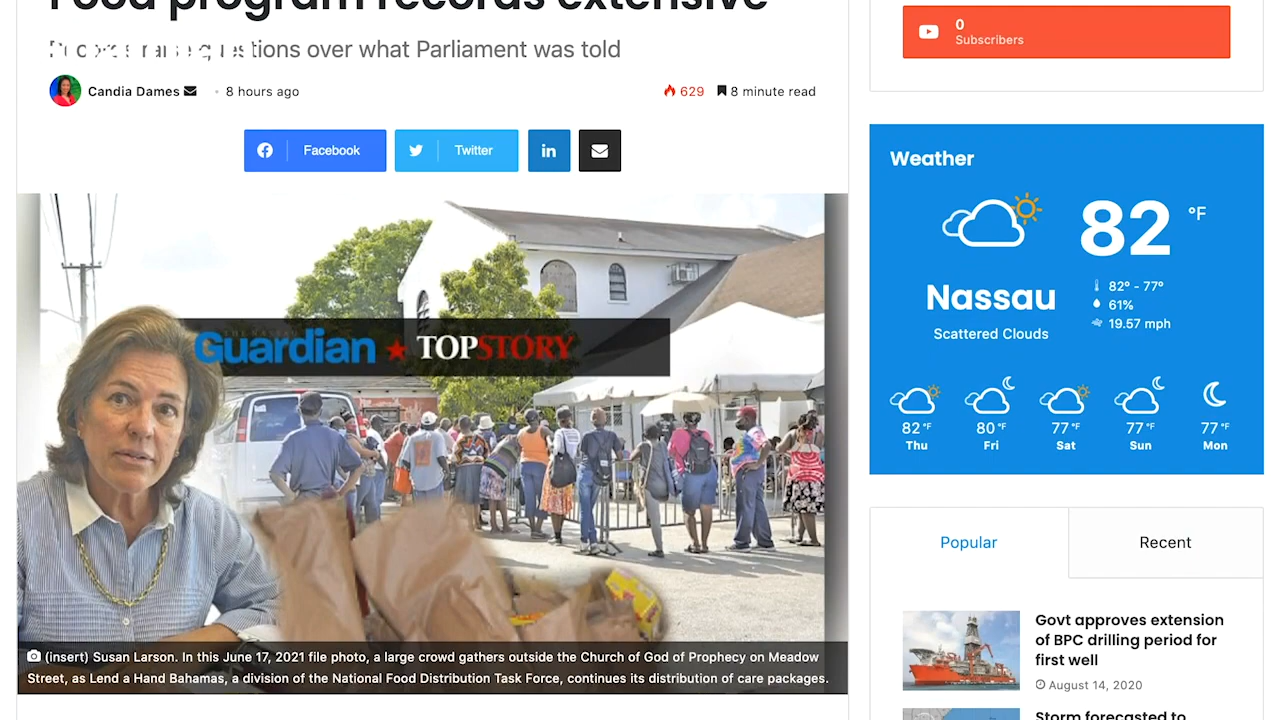 Food program records extensive
questions over what Parliament was told
Candia Dames
8 hours ago
629
8 minute read
Facebook
Twitter
in
Guardian ★ TOPSTORY
(insert) Susan Larson. In this June 17, 2021 file photo, a large crowd gathers outside the Church of God of Prophecy on Meadow
Street, as Lend a Hand Bahamas, a division of the National Food Distribution Task Force, continues its distribution of care packages.
0
Subscribers
Weather
82 °F
Nassau
Scattered Clouds
82º - 77º
61%
19.57 mph
82 °F
Thu
80 °F
Fri
77 °F
Sat
77 °F
Sun
77 °F
Mon
Popular
Recent
Govt approves extension
of BPC drilling period for
first well
August 14, 2020
Storm forecasted to